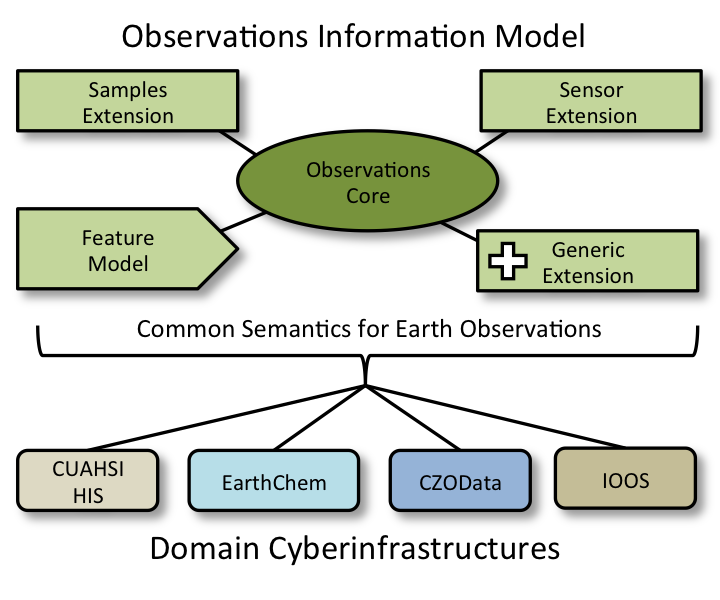 Observations Information Model
Samples
Extension
Sensor
Extension
Observations
Core
Feature
Model
Generic
Extension
Common Semantics for Earth Observations
CUAHSI
HIS
EarthChem
CZOData
IOOS
Domain Cyberinfrastructures